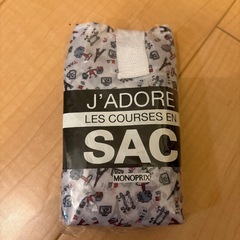 J'ADORE
LES COURSES EN
SAC
MONOPRIX